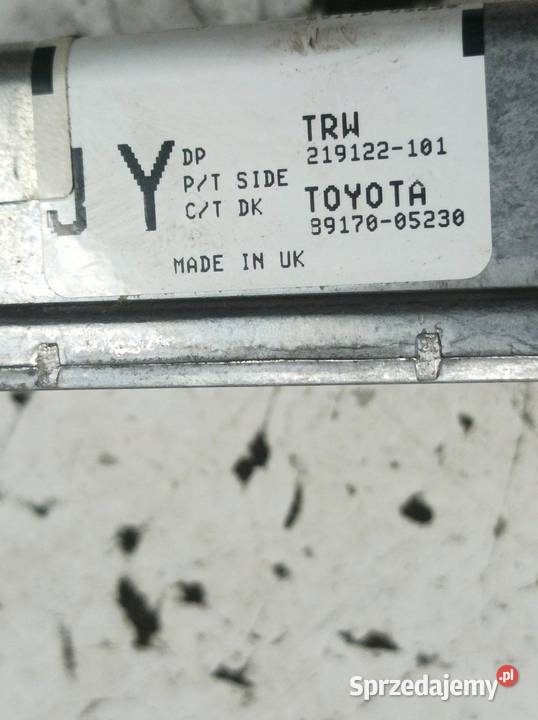 TRW
DP 219122-101
J Y P/T SIDE
C/T DK TOYOTA
89170-05230
MADE IN UK
Sprzedajemy.pl